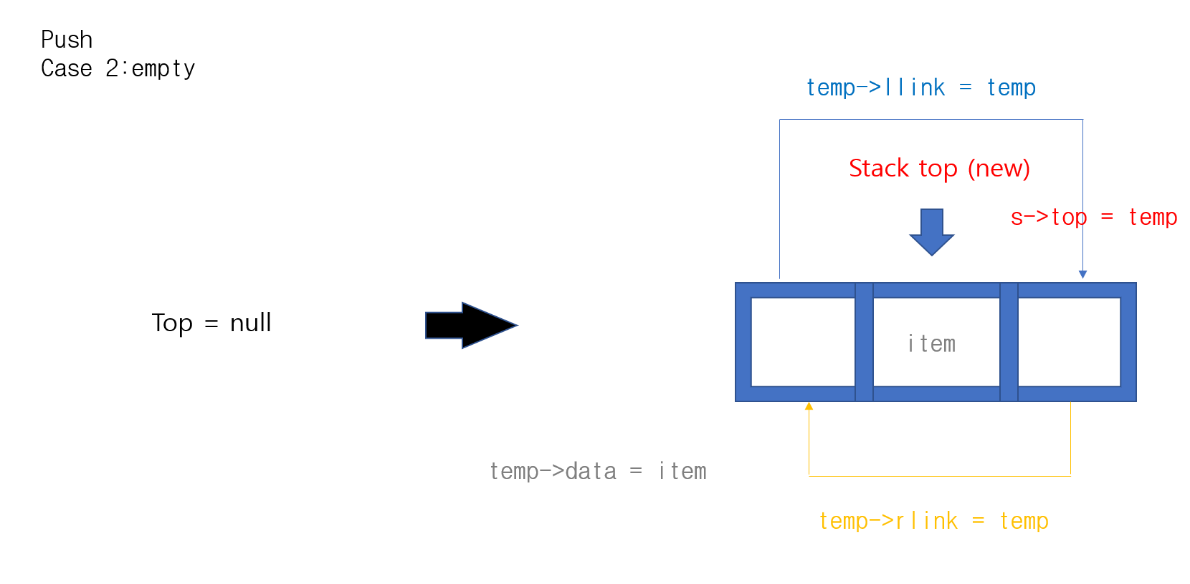 Push
Case 2:empty
temp->llink = temp
Stack top (new)
s->top = temp
Top = null
item
temp->data = item
temp->rlink = temp